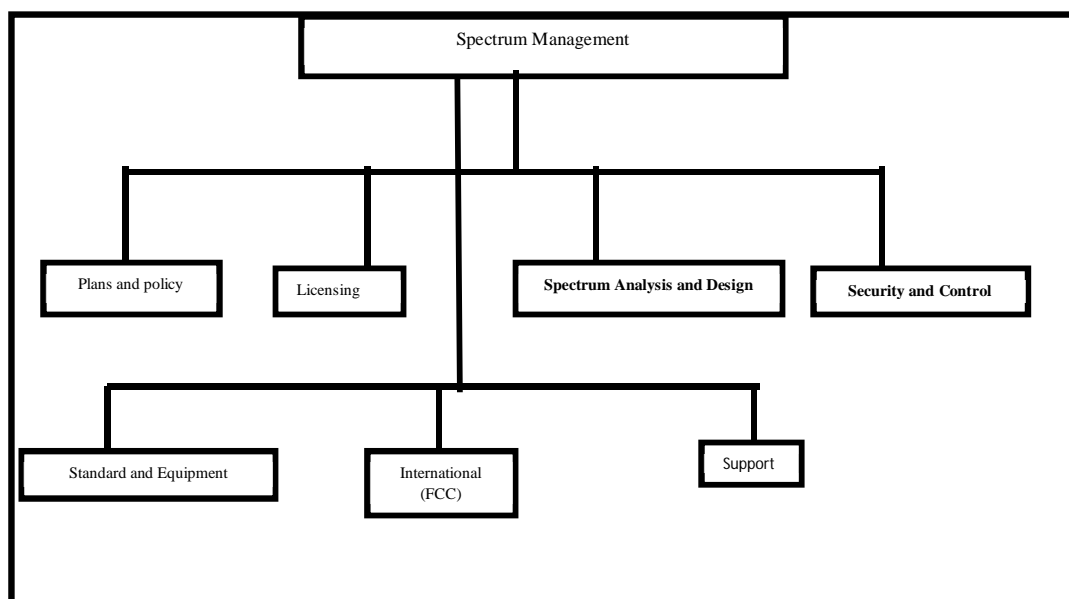 Spectrum Management
Plans and policy
Licensing
Spectrum Analysis and Design
Security and Control
Standard and Equipment
International
(FCC)
Support